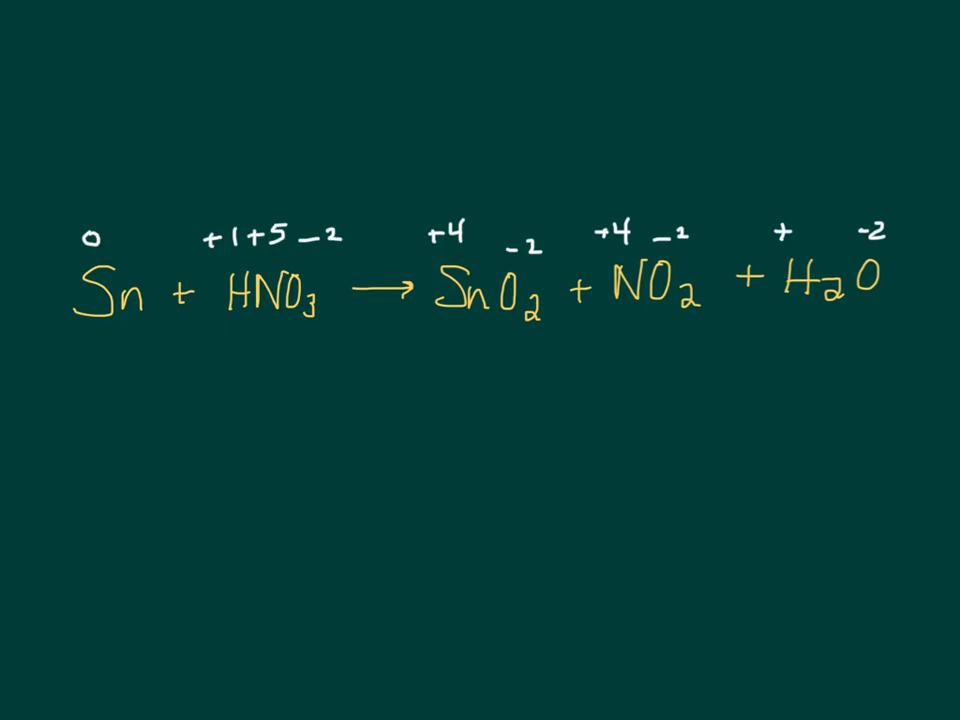 0 +1 +5 -2 +4 -2 +4 -2 + -2
Sn + HNO₃ → SnO₂ + NO₂ + H₂O